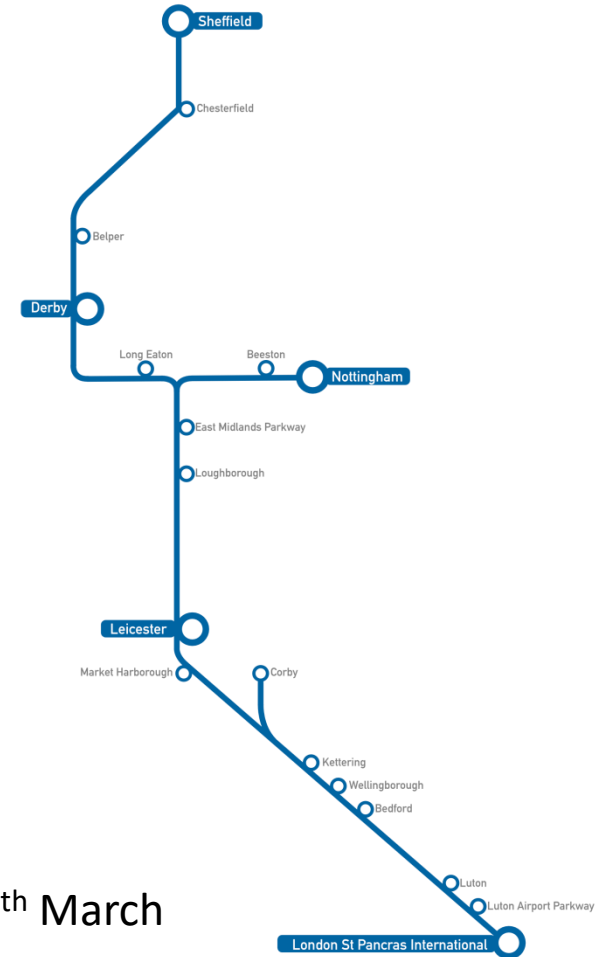 Sheffield
Chesterfield
Belper
Derby
Long Eaton
Beeston
Nottingham
East Midlands Parkway
Loughborough
Leicester
Market Harborough
Corby
Kettering
Wellingborough
Bedford
Luton
Luton Airport Parkway
th March
London St Pancras International